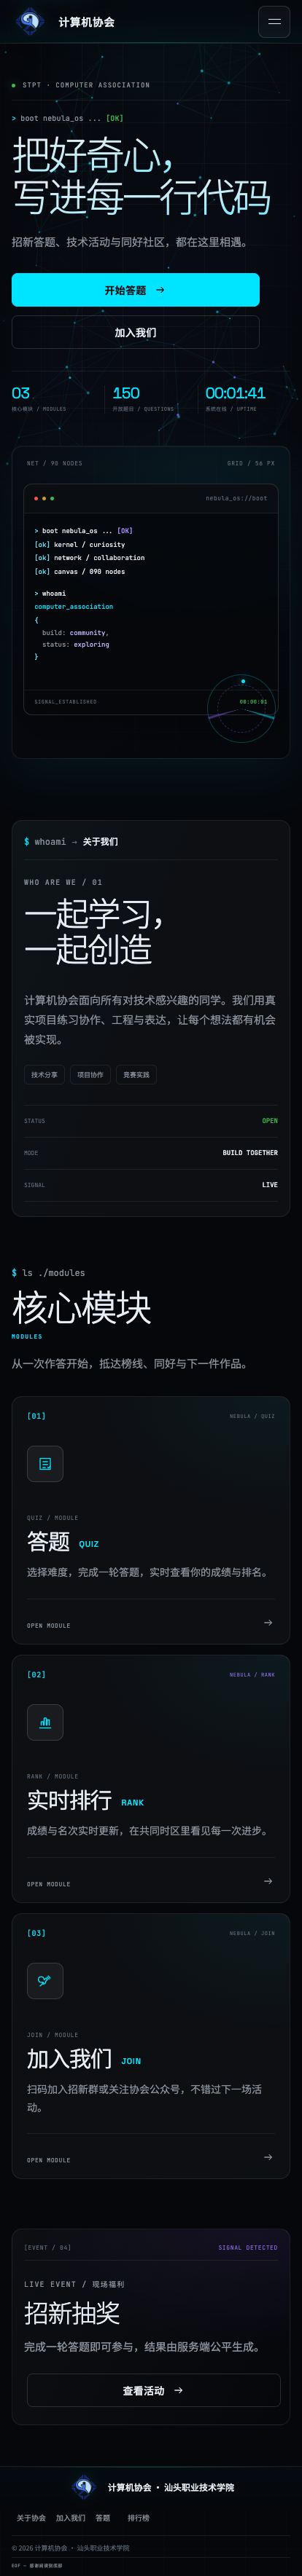 计算机协会
STPT · COMPUTER ASSOCIATION
> boot nebula_os ... [OK]
把好奇心，
写进每一行代码
招新答题、技术活动与同好社区，都在这里相遇。
开始答题 →
加入我们
03
核心模块 / MODULES
150
开放题目 / QUESTIONS
00:01:41
系统在线 / UPTIME
NET / 90 NODES
GRID / 56 PX
nebula_os://boot
> boot nebula_os ... [OK]
[ok] kernel / curiosity
[ok] network / collaboration
[ok] canvas / 090 nodes
> whoami
computer_association
{
build: community,
status: exploring
}
SIGNAL_ESTABLISHED
00:00:01
$ whoami → 关于我们
WHO ARE WE / 01
一起学习，
一起创造
计算机协会面向所有对技术感兴趣的同学。我们用真
实项目练习协作、工程与表达，让每个想法都有机会
被实现。
技术分享
项目协作
竞赛实践
STATUS
OPEN
MODE
BUILD TOGETHER
SIGNAL
LIVE
$ ls ./modules
核心模块
MODULES
从一次作答开始，抵达榜线、同好与下一件作品。
[01]
NEBULA / QUIZ
QUIZ / MODULE
答题 QUIZ
选择难度，完成一轮答题，实时查看你的成绩与排名。
OPEN MODULE →
[02]
NEBULA / RANK
RANK / MODULE
实时排行 RANK
成绩与名次实时更新，在共同时区里看见每一次进步。
OPEN MODULE →
[03]
NEBULA / JOIN
JOIN / MODULE
加入我们 JOIN
扫码加入招新群或关注协会公众号，不错过下一场活
动。
OPEN MODULE →
[EVENT / 04]
SIGNAL DETECTED
LIVE EVENT / 现场福利
招新抽奖
完成一轮答题即可参与，结果由服务端公平生成。
查看活动 →
计算机协会 · 汕头职业技术学院
关于协会 加入我们 答题 排行榜
© 2026 计算机协会 · 汕头职业技术学院